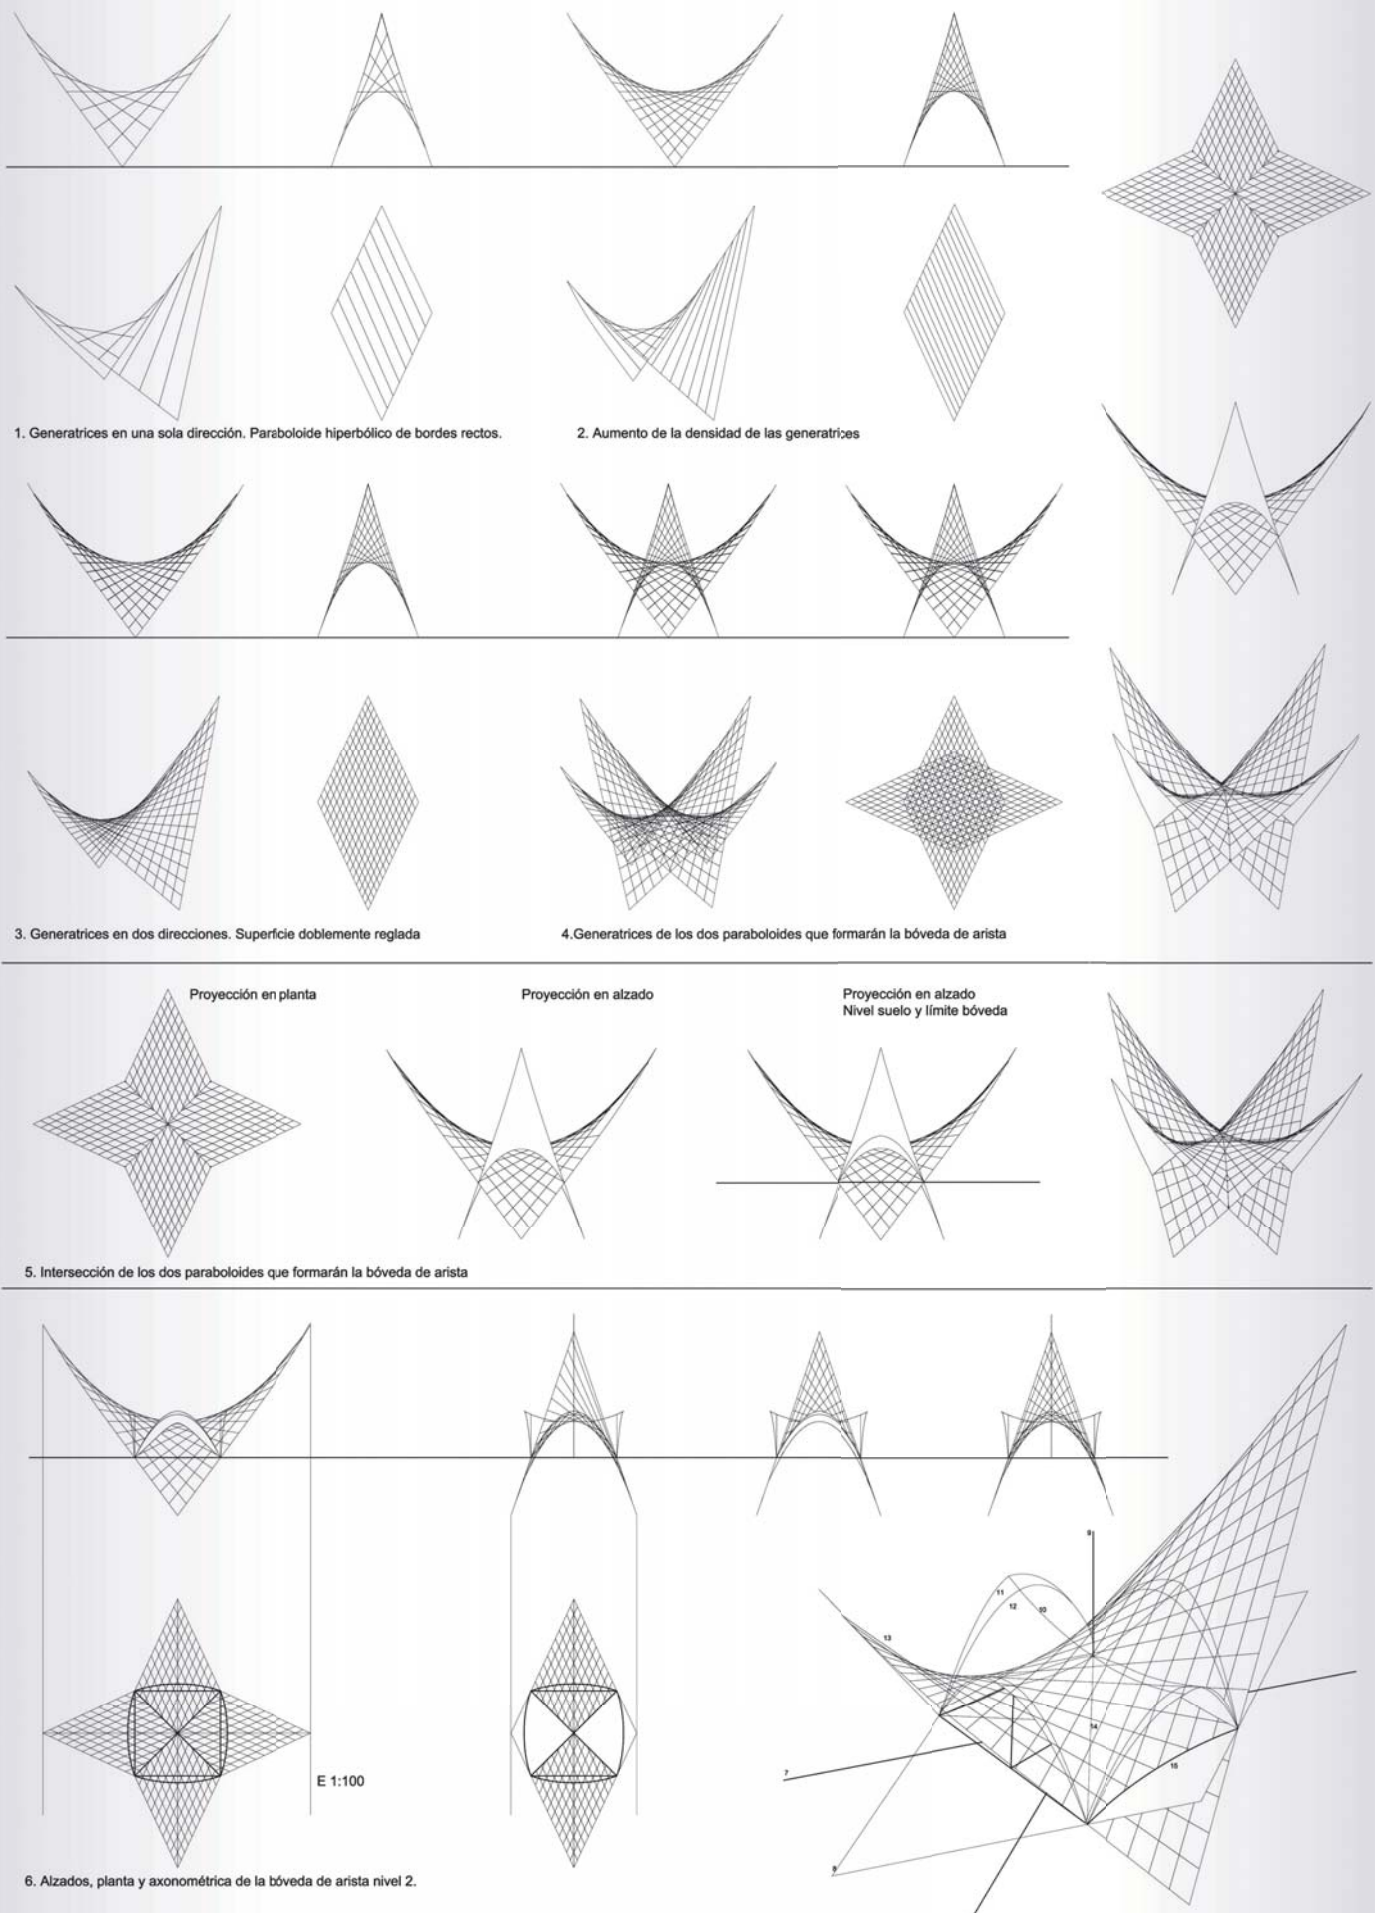 1. Generatrices en una sola dirección. Paraboloide hiperbólico de bordes rectos.
2. Aumento de la densidad de las generatrices
3. Generatrices en dos direcciones. Superficie doblemente reglada
4.Generatrices de los dos paraboloides que formarán la bóveda de arista
Proyección en planta
Proyección en alzado
Proyección en alzado
Nivel suelo y límite bóveda
5. Intersección de los dos paraboloides que formarán la bóveda de arista
9
11
12
10
13
14
15
7
8
E 1:100
6. Alzados, planta y axonométrica de la bóveda de arista nivel 2.